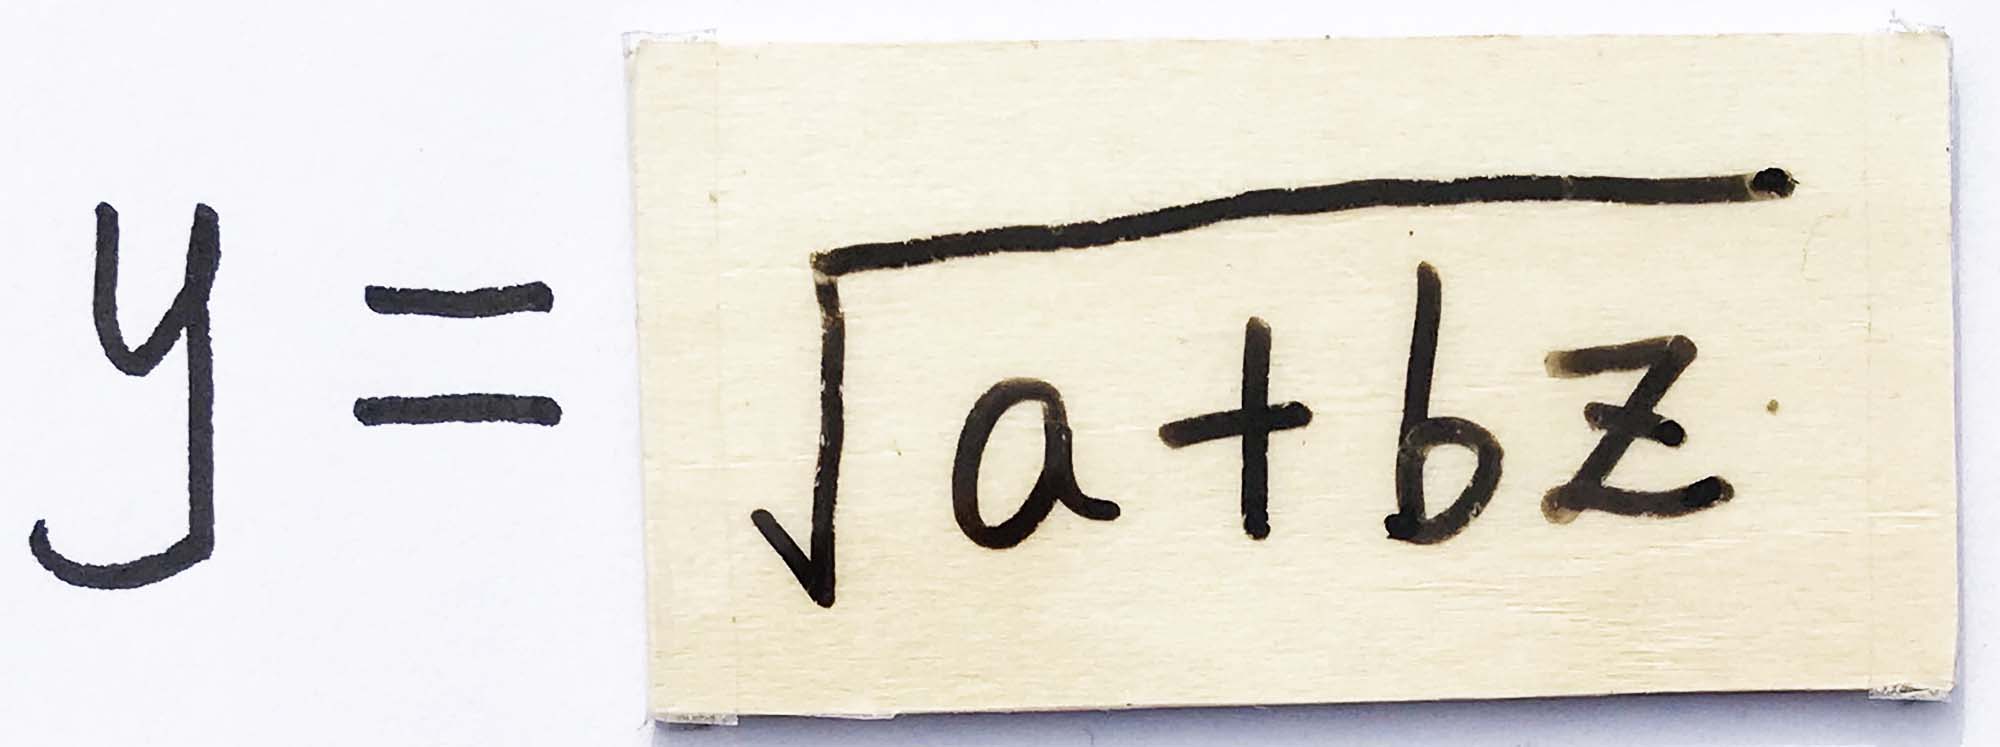 y = √(a+bz)